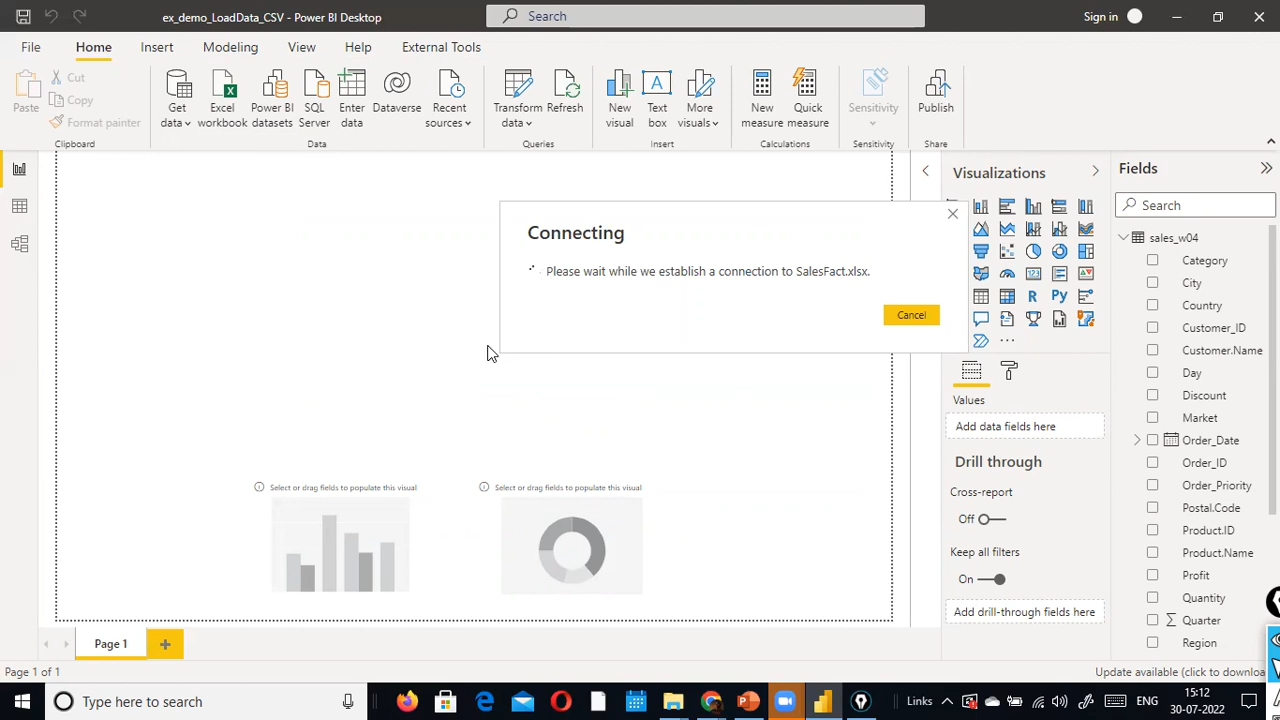 ex_demo_LoadData_CSV - Power BI Desktop
Search
Sign in
File
Home
Insert
Modeling
View
Help
External Tools
Paste
Cut
Copy
Format painter
Get data
Excel workbook
Power BI datasets
SQL Server
Enter data
Dataverse
Recent sources
Transform data
Refresh
New visual
Text box
More visuals
New measure
Quick measure
Sensitivity
Publish
Clipboard
Data
Queries
Insert
Calculations
Sensitivity
Share
Connecting
Please wait while we establish a connection to SalesFact.xlsx.
Cancel
Select or drag fields to populate this visual
Select or drag fields to populate this visual
Visualizations
R
Py
Values
Add data fields here
Drill through
Cross-report
Off
Keep all filters
On
Add drill-through fields here
Fields
Search
sales_w04
Category
City
Country
Customer_ID
Customer.Name
Day
Discount
Market
Order_Date
Order_ID
Order_Priority
Postal.Code
Product.ID
Product.Name
Profit
Quantity
Quarter
Region
Page 1
Page 1 of 1
Update available (click to downloa
Type here to search
Links
ENG
15:12
30-07-2022